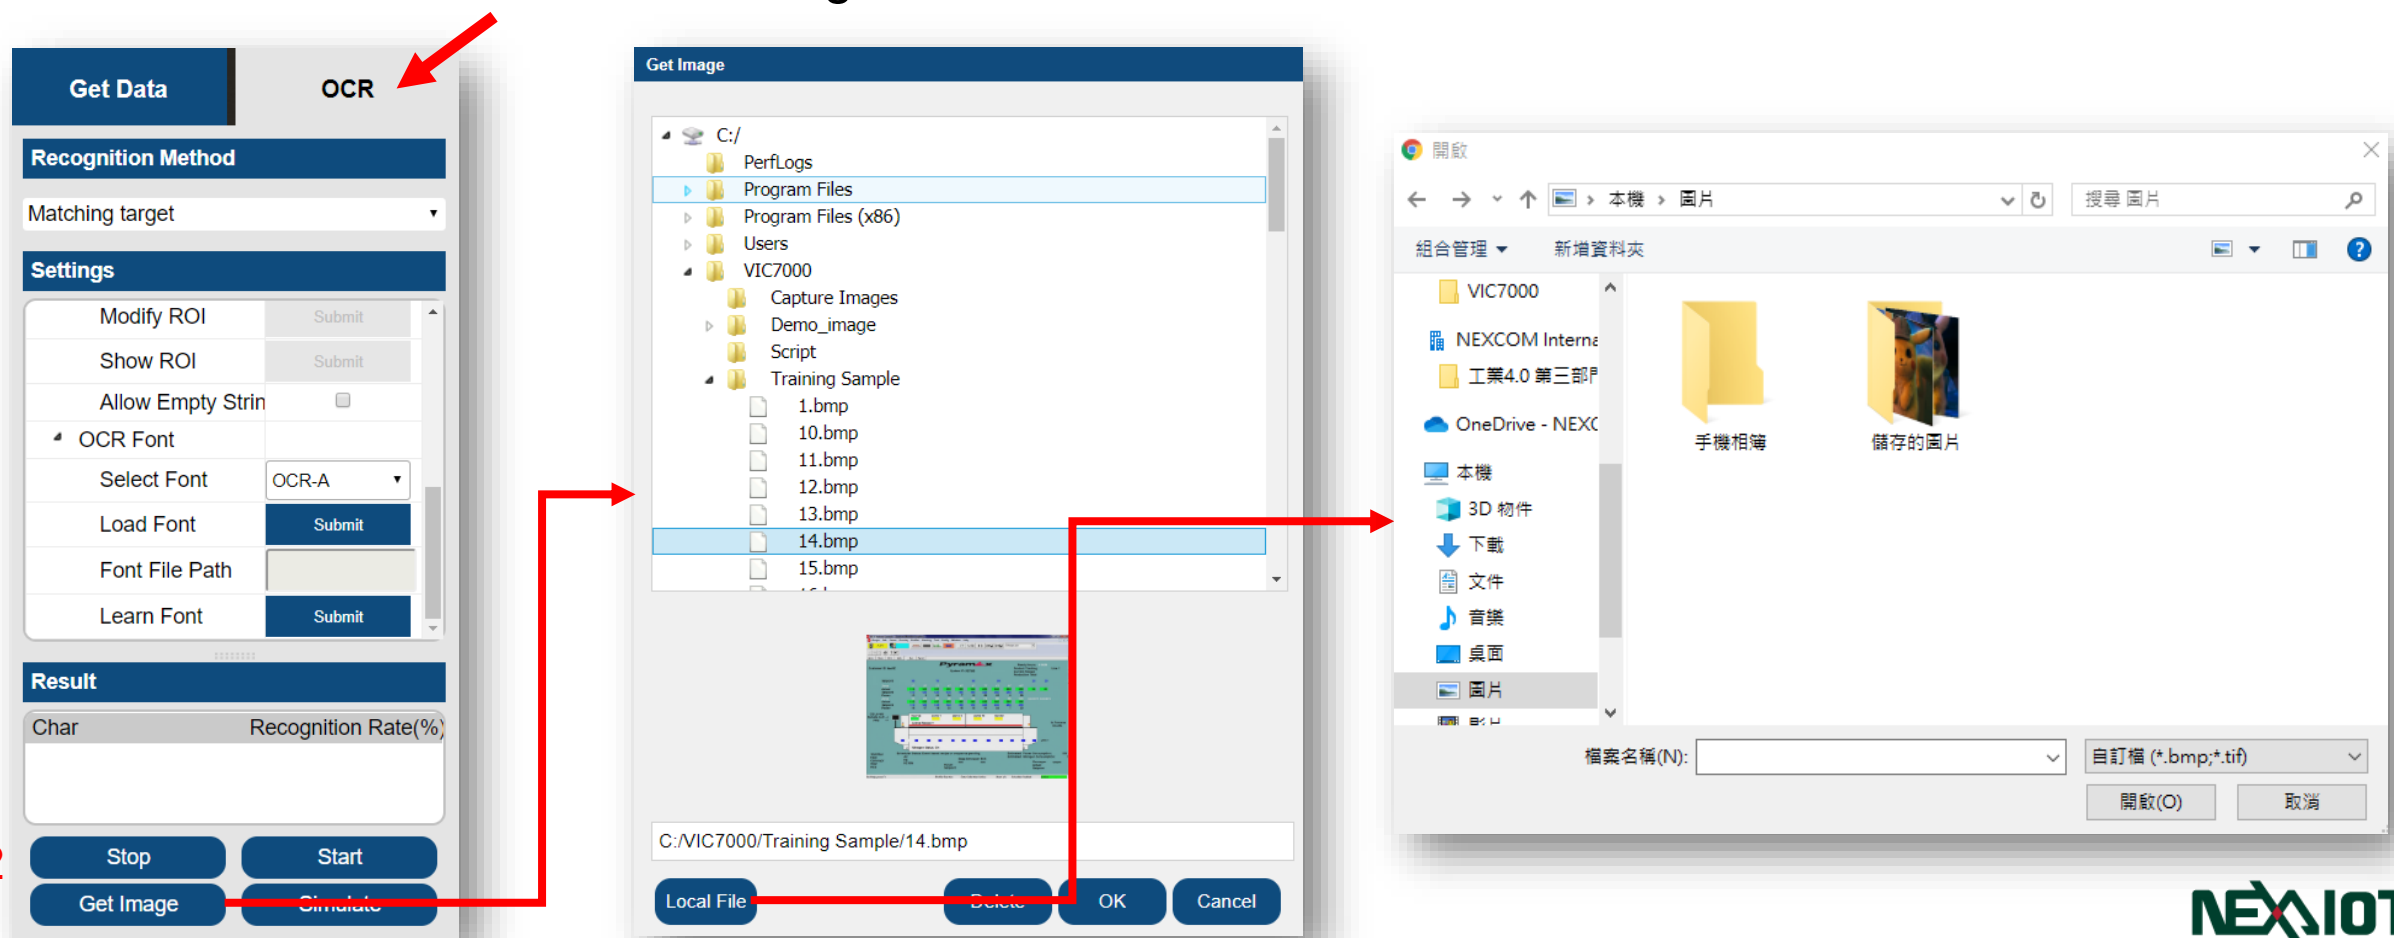 Get Data
OCR
Recognition Method
Matching target
Settings
Modify ROI
Submit
Show ROI
Submit
Allow Empty Strin
OCR Font
Select Font
OCR-A
Load Font
Submit
Font File Path
Learn Font
Submit
Result
Char
Recognition Rate(%)
Stop
Start
Get Image
Simulate
Get Image
C:/
PerfLogs
Program Files
Program Files (x86)
Users
VIC7000
Capture Images
Demo_image
Script
Training Sample
1.bmp
10.bmp
11.bmp
12.bmp
13.bmp
14.bmp
15.bmp
C:/VIC7000/Training Sample/14.bmp
Local File
Delete
OK
Cancel
開啟
本機 › 圖片
搜尋 圖片
組合管理
新增資料夾
VIC7000
NEXCOM Interna
工業4.0 第三部門
OneDrive - NEXC
本機
3D 物件
下載
文件
音樂
桌面
圖片
影片
手機相簿
儲存的圖片
檔案名稱(N):
自訂檔 (*.bmp;*.tif)
開啟(O)
取消
NEXIOT